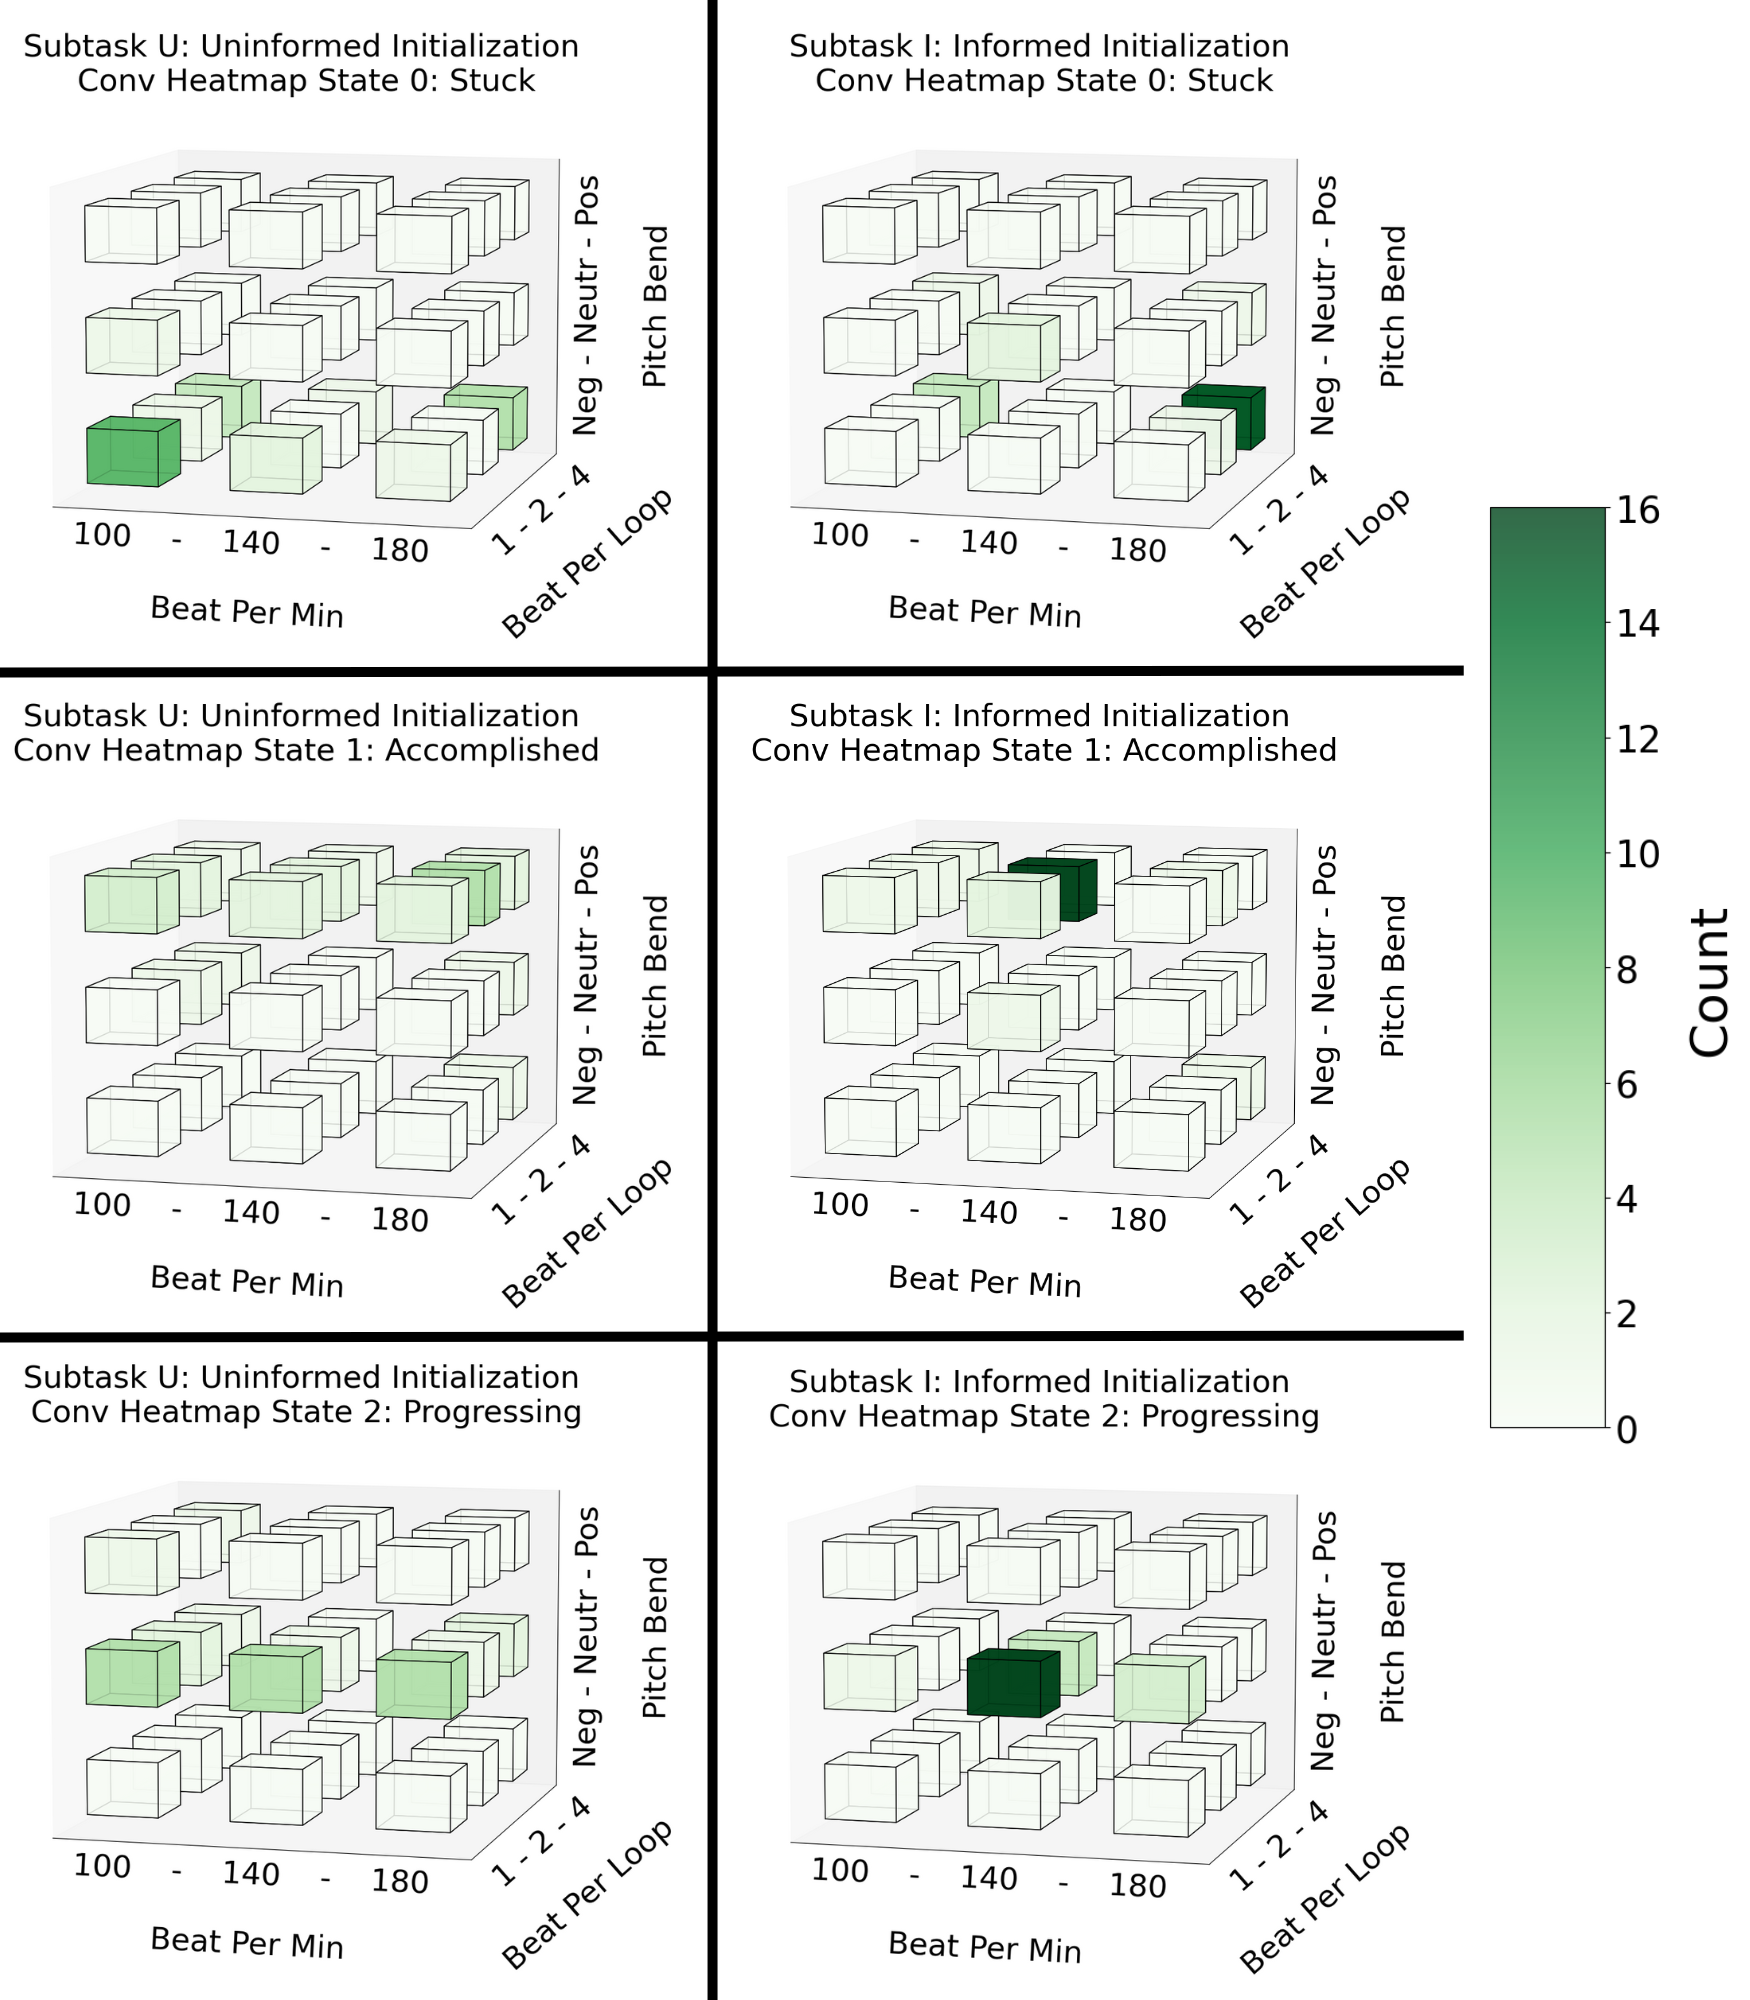 Subtask U: Uninformed Initialization
Conv Heatmap State 0: Stuck
Neg - Neutr - Pos
Pitch Bend
1 - 2 - 4
Beat Per Loop
100 - 140 - 180
Beat Per Min
Subtask I: Informed Initialization
Conv Heatmap State 0: Stuck
Neg - Neutr - Pos
Pitch Bend
1 - 2 - 4
Beat Per Loop
100 - 140 - 180
Beat Per Min
Subtask U: Uninformed Initialization
Conv Heatmap State 1: Accomplished
Neg - Neutr - Pos
Pitch Bend
1 - 2 - 4
Beat Per Loop
100 - 140 - 180
Beat Per Min
Subtask I: Informed Initialization
Conv Heatmap State 1: Accomplished
Neg - Neutr - Pos
Pitch Bend
1 - 2 - 4
Beat Per Loop
100 - 140 - 180
Beat Per Min
Subtask U: Uninformed Initialization
Conv Heatmap State 2: Progressing
Neg - Neutr - Pos
Pitch Bend
1 - 2 - 4
Beat Per Loop
100 - 140 - 180
Beat Per Min
Subtask I: Informed Initialization
Conv Heatmap State 2: Progressing
Neg - Neutr - Pos
Pitch Bend
1 - 2 - 4
Beat Per Loop
100 - 140 - 180
Beat Per Min
16
14
12
10
8
6
4
2
0
Count